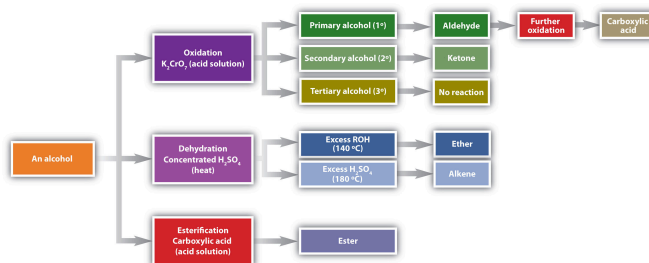 Primary alcohol (1º)
Aldehyde
Further
oxidation
Carboxylic
acid
Oxidation
K₂CrO₇ (acid solution)
Secondary alcohol (2º)
Ketone
Tertiary alcohol (3º)
No reaction
An alcohol
Dehydration
Concentrated H₂SO₄
(heat)
Excess ROH
(140 ºC)
Ether
Excess H₂SO₄
(180 ºC)
Alkene
Esterification
Carboxylic acid
(acid solution)
Ester